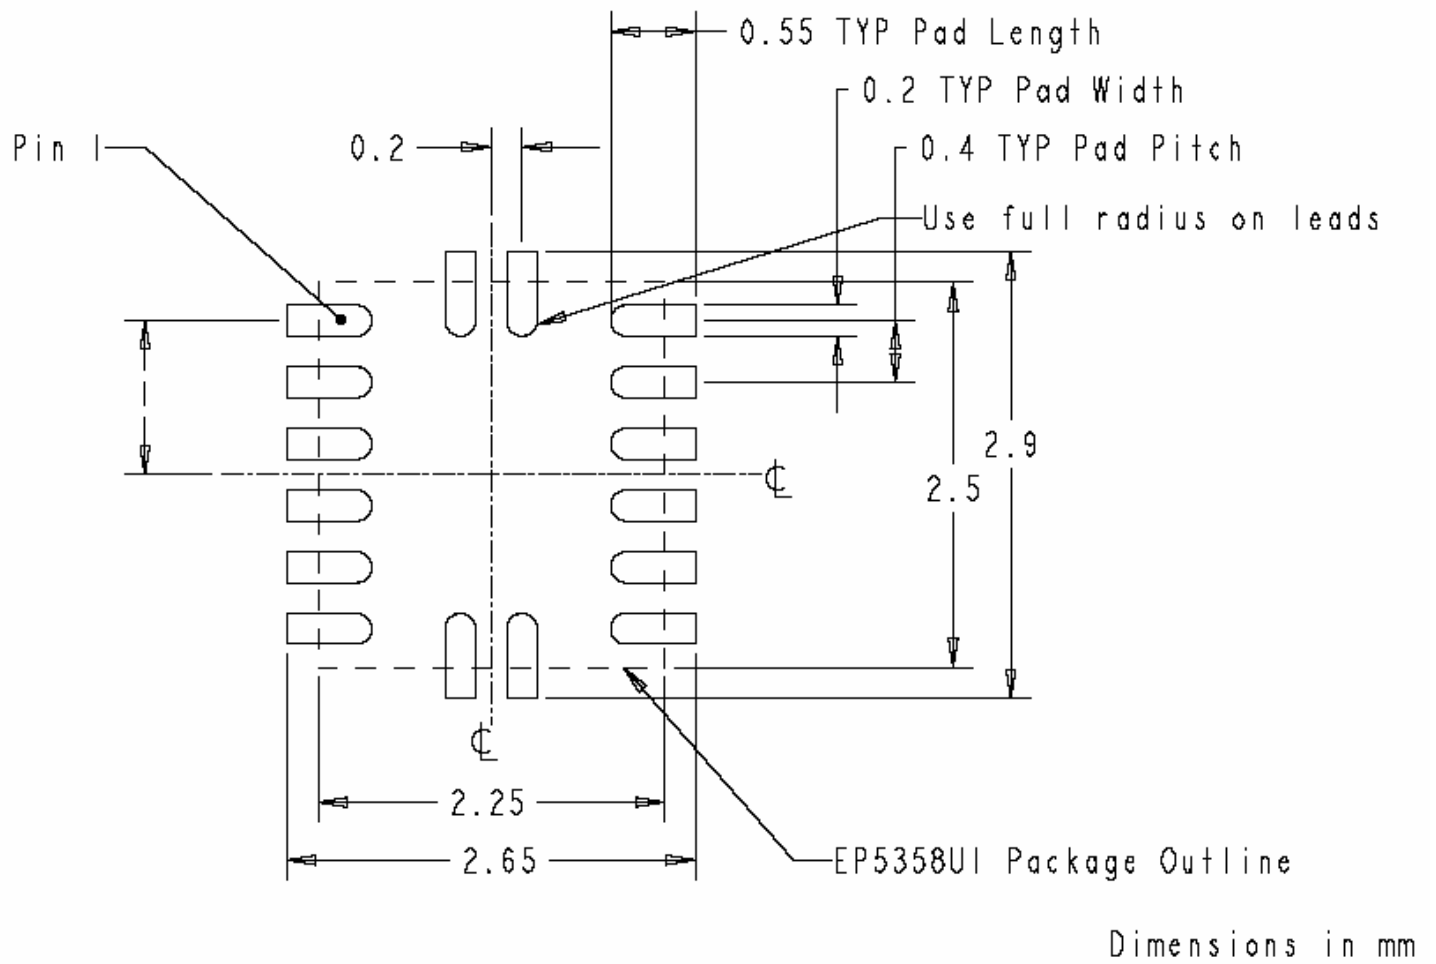 0.55 TYP Pad Length
0.2 TYP Pad Width
Pin 1
0.2
0.4 TYP Pad Pitch
Use full radius on leads
2.9
2.5
℄
℄
2.25
2.65
EP5358UI Package Outline
Dimensions in mm